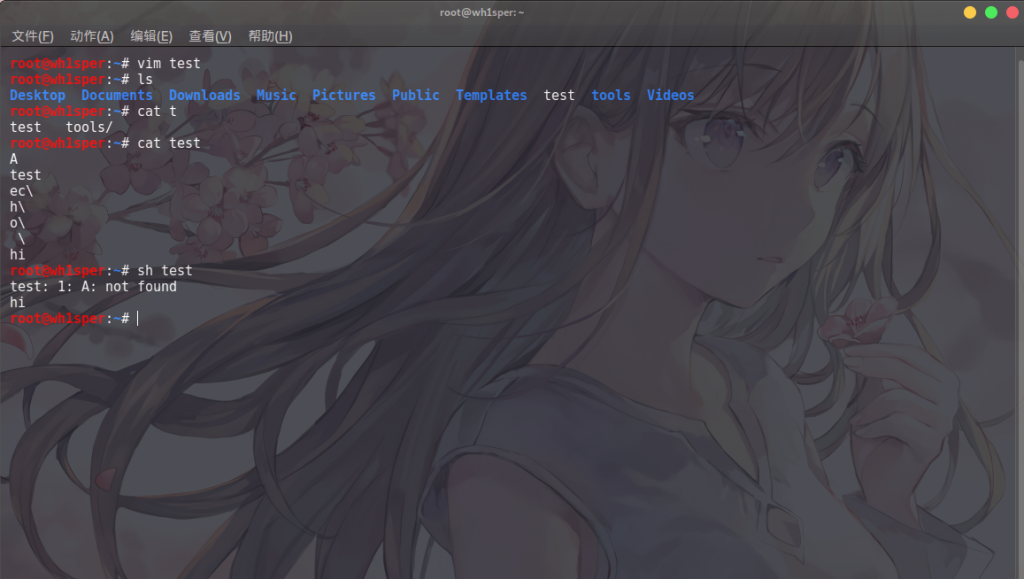 root@wh1sper: ~
文件(F) 动作(A) 编辑(E) 查看(V) 帮助(H)
root@wh1sper:~# vim test
root@wh1sper:~# ls
Desktop Documents Downloads Music Pictures Public Templates test tools Videos
root@wh1sper:~# cat t
test tools/
root@wh1sper:~# cat test
A
test
ec\
h\
o\
 \
hi
root@wh1sper:~# sh test
test: 1: A: not found
hi
root@wh1sper:~#